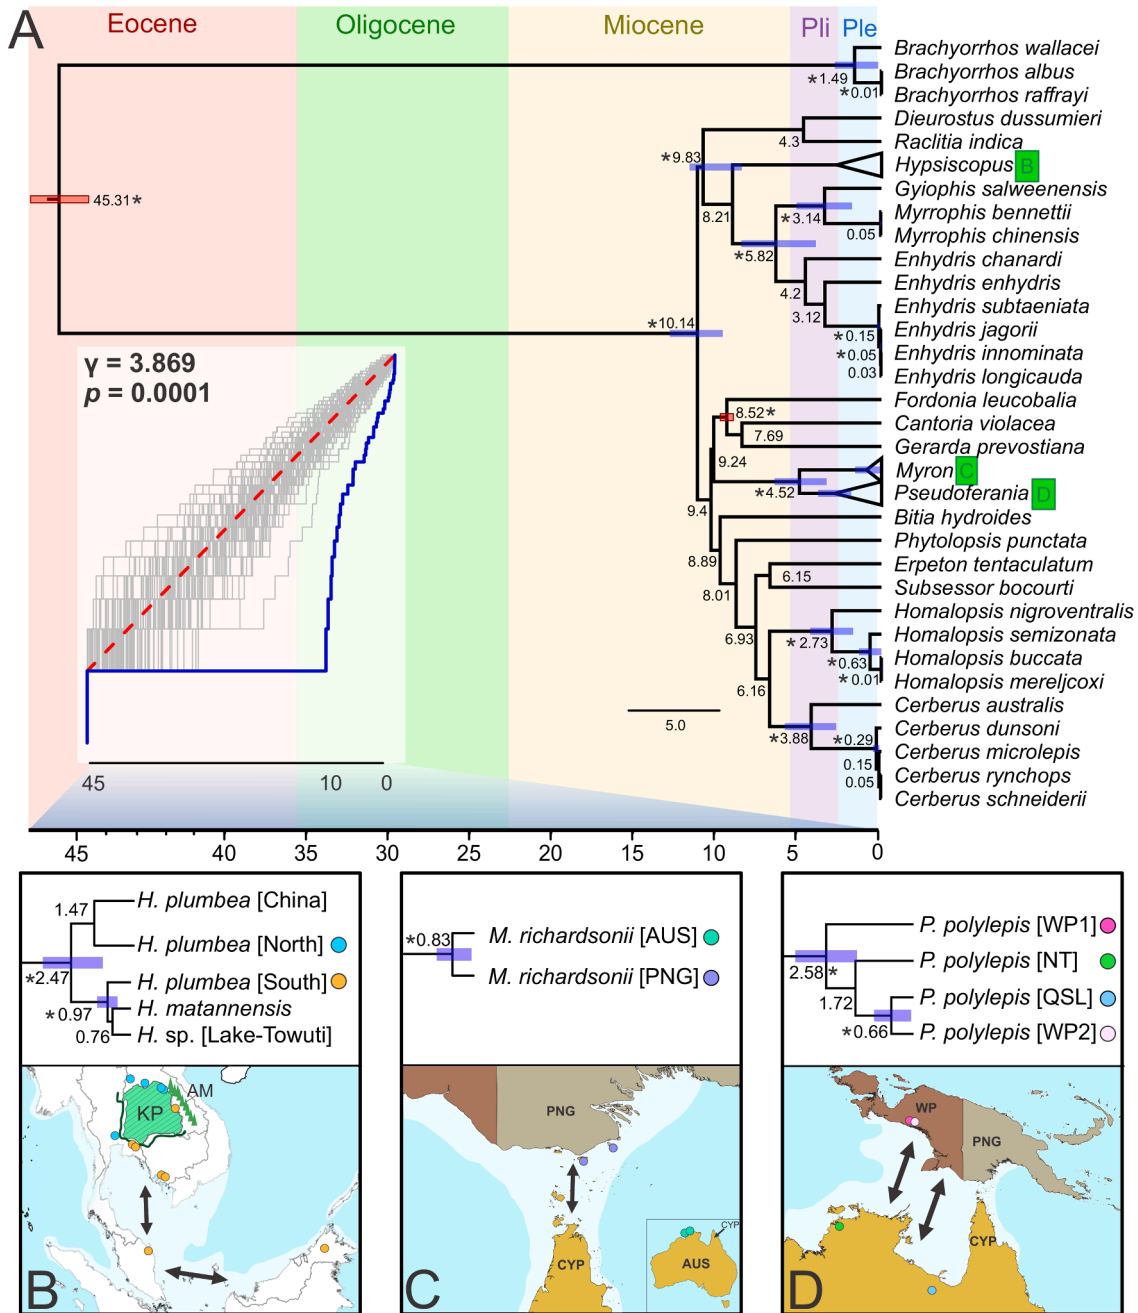 A
Eocene
Oligocene
Miocene
Pli
Ple
Brachyorrhos wallacei
*1.49
Brachyorrhos albus
*0.01
Brachyorrhos raffrayi
Dieurostus dussumieri
4.3
Raclitia indica
*9.83
Hypsiscopus B
45.31*
Gyiophis salweenensis
8.21
*3.14
Myrrophis bennettii
0.05
Myrrophis chinensis
*5.82
Enhydris chanardi
4.2
Enhydris enhydris
3.12
Enhydris subtaeniata
*10.14
*0.15
Enhydris jagorii
*0.05
Enhydris innominata
0.03
Enhydris longicauda
γ = 3.869
p = 0.0001
Fordonia leucobalia
8.52*
Cantoria violacea
7.69
Gerarda prevostiana
9.24
Myron C
*4.52
Pseudoferania D
9.4
Bitia hydroides
Phytolopsis punctata
8.89
Erpeton tentaculatum
6.15
8.01
Subsessor bocourti
Homalopsis nigroventralis
6.93
*2.73
Homalopsis semizonata
*0.63
Homalopsis buccata
*0.01
Homalopsis mereljcoxi
6.16
Cerberus australis
5.0
*3.88
Cerberus dunsoni
*0.29
Cerberus microlepis
0.15
Cerberus rynchops
0.05
Cerberus schneiderii
45
10
0
45
40
35
30
25
20
15
10
5
0
H. plumbea [China]
1.47
H. plumbea [North]
*2.47
H. plumbea [South]
*0.97
H. matannensis
0.76
H. sp. [Lake-Towuti]
AM
KP
B
*0.83
M. richardsonii [AUS]
M. richardsonii [PNG]
PNG
CYP
CYP
AUS
C
P. polylepis [WP1]
2.58*
P. polylepis [NT]
1.72
P. polylepis [QSL]
*0.66
P. polylepis [WP2]
WP
PNG
CYP
D